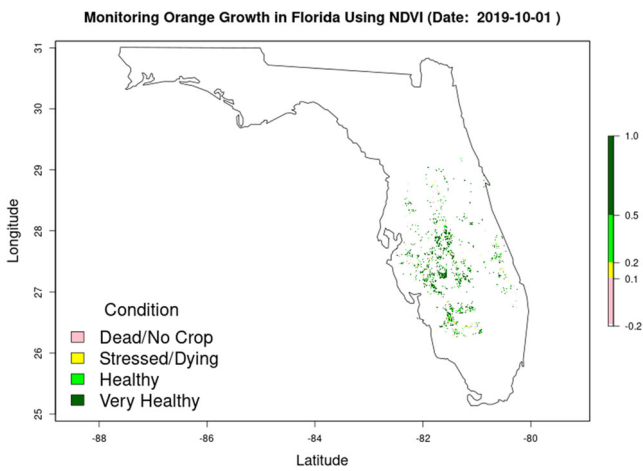 Monitoring Orange Growth in Florida Using NDVI (Date: 2019-10-01 )
31
30
29
28
27
26
25
Longitude
-88
-86
-84
-82
-80
Latitude
Condition
Dead/No Crop
Stressed/Dying
Healthy
Very Healthy
1.0
0.5
0.2
0.1
-0.2